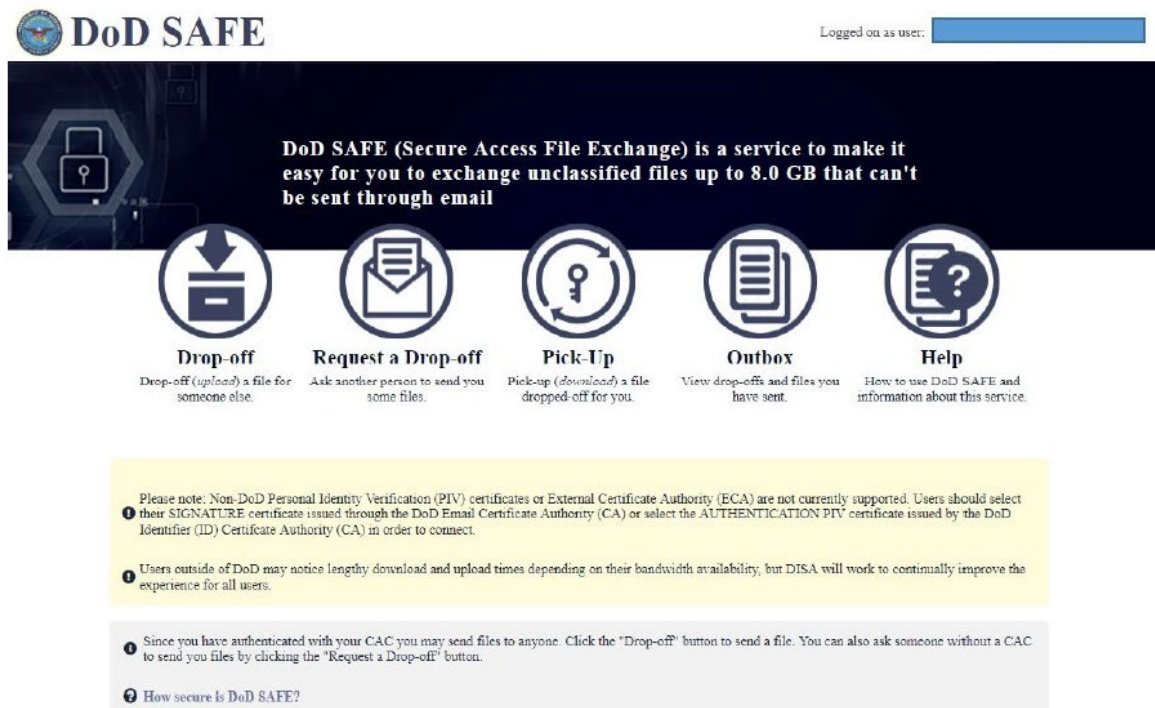 DoD SAFE
Logged on as user:
DoD SAFE (Secure Access File Exchange) is a service to make it
easy for you to exchange unclassified files up to 8.0 GB that can't
be sent through email
Drop-off
Drop-off (upload) a file for
someone else.
Request a Drop-off
Ask another person to send you
some files.
Pick-Up
Pick-up (download) a file
dropped-off for you.
Outbox
View drop-offs and files you
have sent.
Help
How to use DoD SAFE and
information about this service.
Please note: Non-DoD Personal Identity Verification (PIV) certificates or External Certificate Authority (ECA) are not currently supported. Users should select
their SIGNATURE certificate issued through the DoD Email Certificate Authority (CA) or select the AUTHENTICATION PIV certificate issued by the DoD
Identifier (ID) Certifcate Authority (CA) in order to connect.
Users outside of DoD may notice lengthy download and upload times depending on their bandwidth availability, but DISA will work to continually improve the
experience for all users.
Since you have authenticated with your CAC you may send files to anyone. Click the "Drop-off" button to send a file. You can also ask someone without a CAC
to send you files by clicking the "Request a Drop-off" button.
How secure is DoD SAFE?